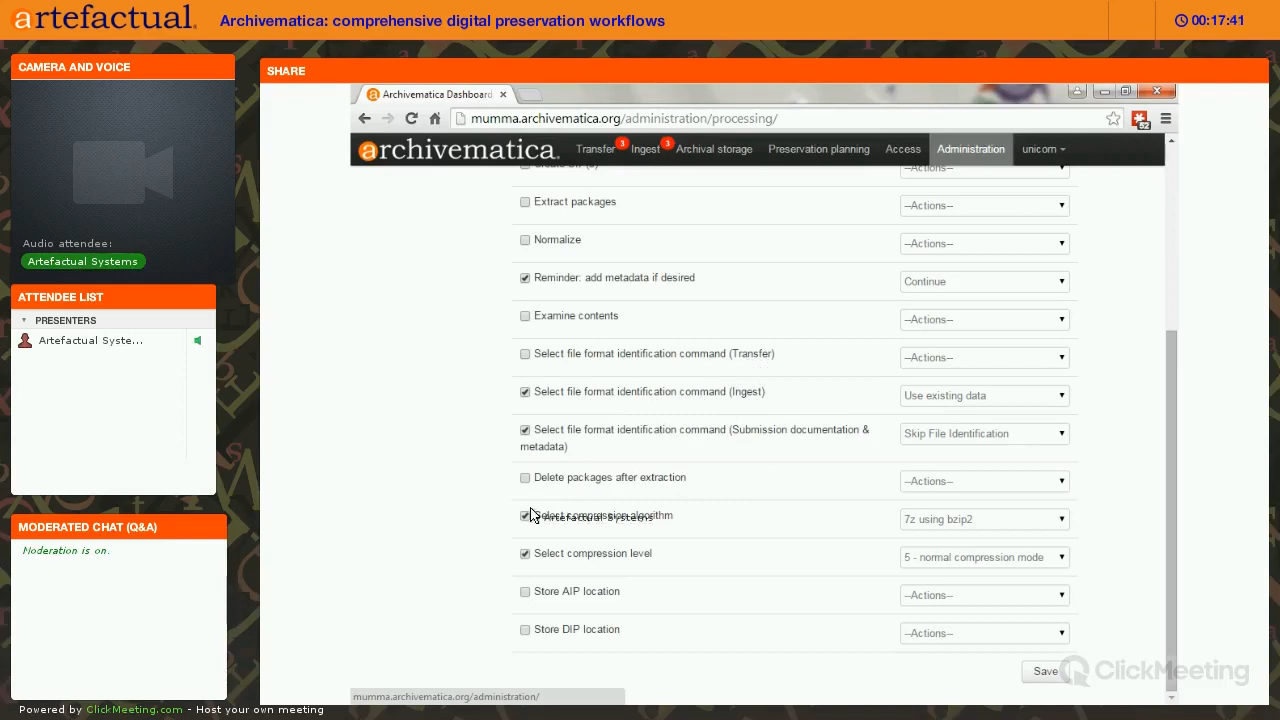 artefactual
Archivematica: comprehensive digital preservation workflows
00:17:41
CAMERA AND VOICE
Audio attendee:
Artefactual Systems
ATTENDEE LIST
PRESENTERS
Artefactual Syste...
MODERATED CHAT (Q&A)
Moderation is on.
SHARE
Archivematica Dashboard
mumma.archivematica.org/administration/processing/
52
archivematica
Transfer 3 Ingest 3 Archival storage Preservation planning Access Administration unicorn
--Actions--
Extract packages --Actions--
Normalize --Actions--
Reminder: add metadata if desired Continue
Examine contents --Actions--
Select file format identification command (Transfer) --Actions--
Select file format identification command (Ingest) Use existing data
Select file format identification command (Submission documentation & Skip File Identification
metadata)
Delete packages after extraction --Actions--
Select compression algorithm 7z using bzip2
Artefactual Systems
Select compression level 5 - normal compression mode
Store AIP location --Actions--
Store DIP location --Actions--
Save
ClickMeeting
mumma.archivematica.org/administration/
Powered by ClickMeeting.com - Host your own meeting